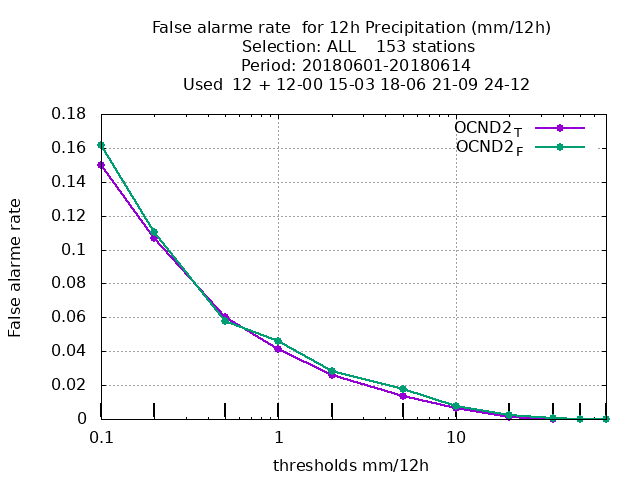 False alarme rate  for 12h Precipitation (mm/12h)
Selection: ALL    153 stations
Period: 20180601-20180614
Used  12 + 12-00 15-03 18-06 21-09 24-12
OCND2T
OCND2F
0.18
0.16
0.14
0.12
0.1
0.08
0.06
0.04
0.02
0
False alarme rate
0.1
1
10
thresholds mm/12h